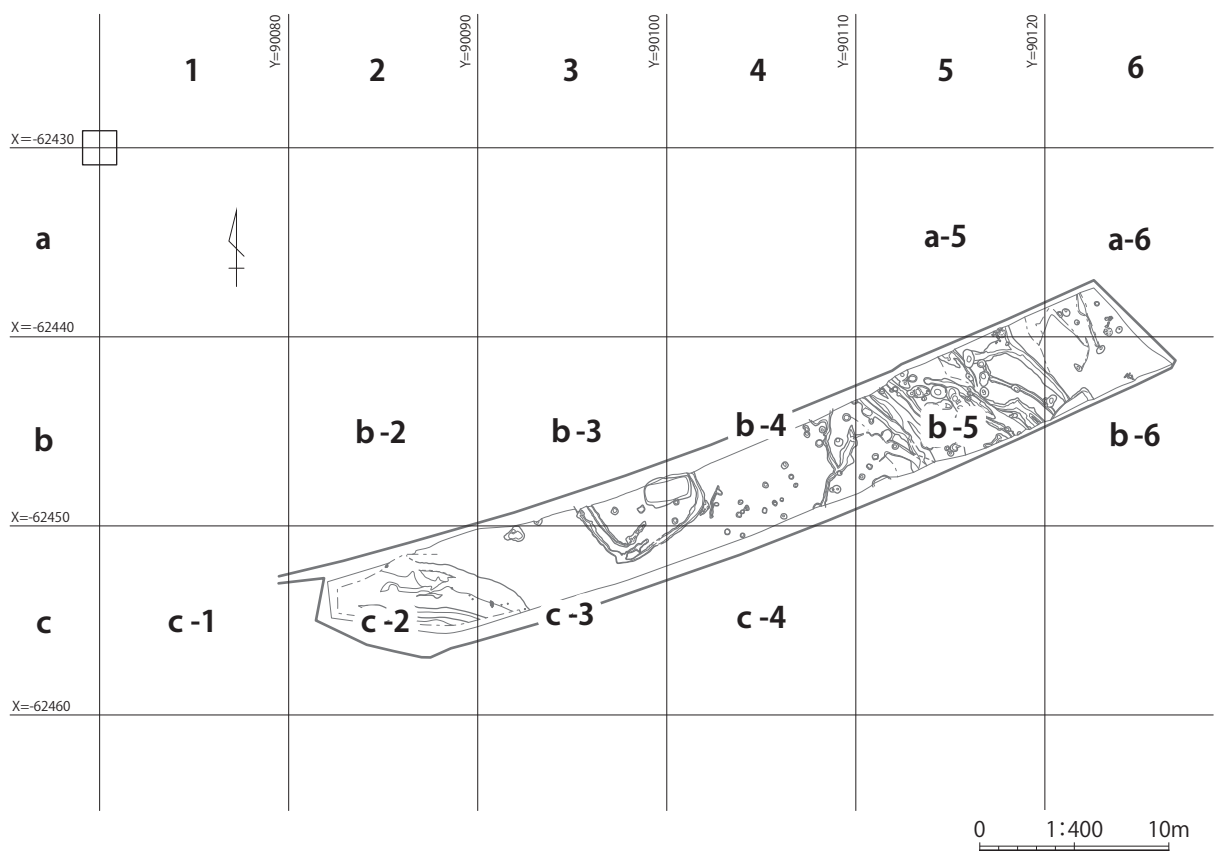 Y=90080
Y=90090
Y=90100
Y=90110
Y=90120
1
2
3
4
5
6
X=-62430
a
a-5
a-6
X=-62440
b
b-2
b-3
b-4
b-5
b-6
X=-62450
c
c-1
c-2
c-3
c-4
X=-62460
0 1:400 10m